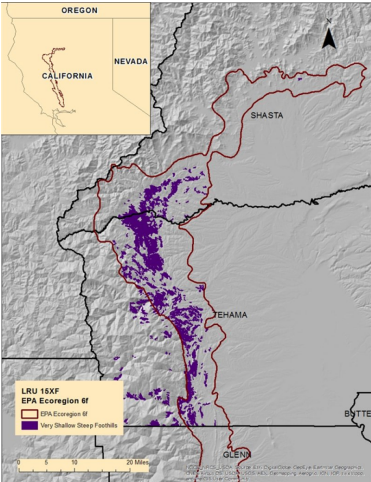 OREGON
NEVADA
CALIFORNIA
N
SHASTA
TEHAMA
LRU 15XF
EPA Ecoregion 6f
EPA Ecoregion 6f
Very Shallow Steep Foothills
BUTTE
0 5 10 20 Miles
GLENN